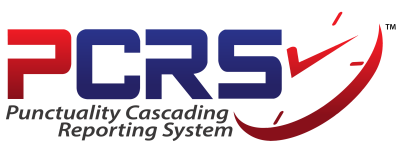 PCRS™
Punctuality Cascading
Reporting System